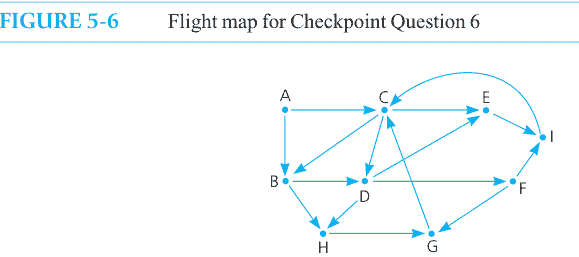 FIGURE 5-6 Flight map for Checkpoint Question 6
A C E
I
B D F
H G